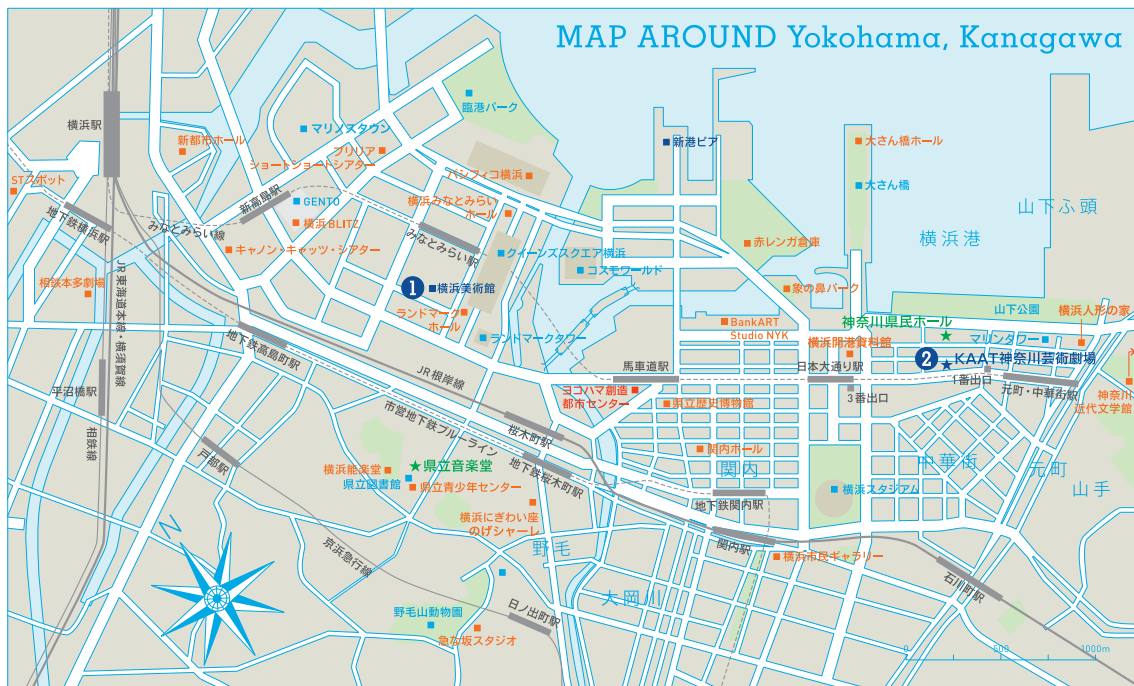 MAP AROUND Yokohama, Kanagawa
臨港パーク
横浜駅
マリノスタウン
新都市ホール
ブリリア
ショートショートシアター
新港ピア
大さん橋ホール
パシフィコ横浜
STスポット
大さん橋
新高島駅
GENTO
横浜みなとみらい
ホール
山下ふ頭
地下鉄横浜駅
みなとみらい線
横浜BLITZ
みなとみらい駅
横浜港
赤レンガ倉庫
キャノン・キャッツ・シアター
クイーンズスクエア横浜
コスモワールド
JR東海道本線・横須賀線
相鉄本多劇場
1
横浜美術館
象の鼻パーク
ランドマーク
ホール
山下公園
横浜人形の家
BankART
Studio NYK
神奈川県民ホール
地下鉄高島町駅
ランドマークタワー
横浜開港資料館
マリンタワー
2
KAAT神奈川芸術劇場
JR根岸線
馬車道駅
日本大通り駅
1番出口
元町・中華街駅
平沼橋駅
ヨコハマ創造
都市センター
県立歴史博物館
3番出口
神奈川
近代文学館
市営地下鉄ブルーライン
桜木町駅
相鉄線
戸部駅
関内ホール
県立音楽堂
横浜能楽堂
県立図書館
県立青少年センター
地下鉄桜木町駅
関内
中華街
元町
山手
地下鉄関内駅
横浜スタジアム
横浜にぎわい座
のげシャーレ
N
野毛
関内駅
横浜市民ギャラリー
京浜急行線
石川町駅
大岡川
野毛山動物園
日ノ出町駅
急な坂スタジオ
0
500
1000m